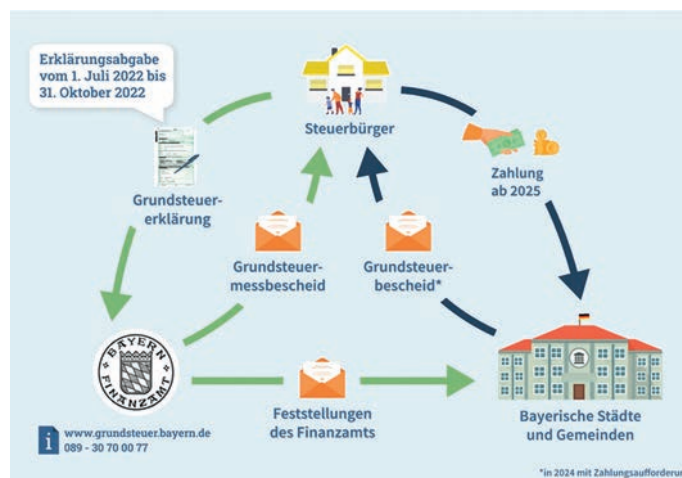 Erklärungsabgabe
vom 1. Juli 2022 bis
31. Oktober 2022
Steuerbürger
Grundsteuer-
erklärung
Zahlung
ab 2025
Grundsteuer-
messbescheid
Grundsteuer-
bescheid*
BAYERN
FINANZAMT
Feststellungen
des Finanzamts
Bayerische Städte
und Gemeinden
i www.grundsteuer.bayern.de
089 - 30 70 00 77
*in 2024 mit Zahlungsaufforderun